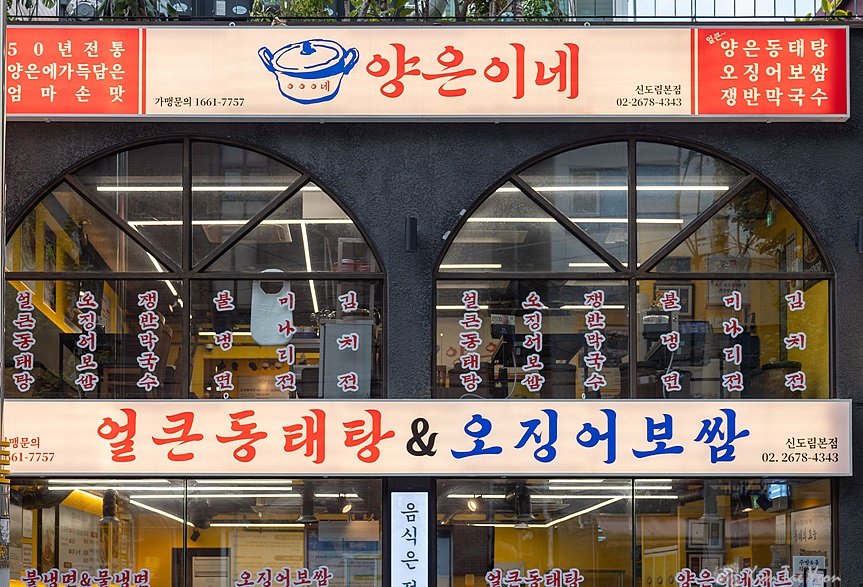 50년전통
양은에가득담은
엄마손맛
가맹문의 1661-7757
양은이네
신도림본점
02-2678-4343
얼큰
양은동태탕
오징어보쌈
쟁반막국수
얼큰동태탕
오징어보쌈
쟁반막국수
불냉면
미나리전
김치전
얼큰동태탕
오징어보쌈
쟁반막국수
불냉면
미나리전
김치전
맹문의
661-7757
얼큰동태탕&오징어보쌈
신도림본점
02. 2678-4343
음식은
불냉면&물냉면
오징어보쌈
얼큰동태탕